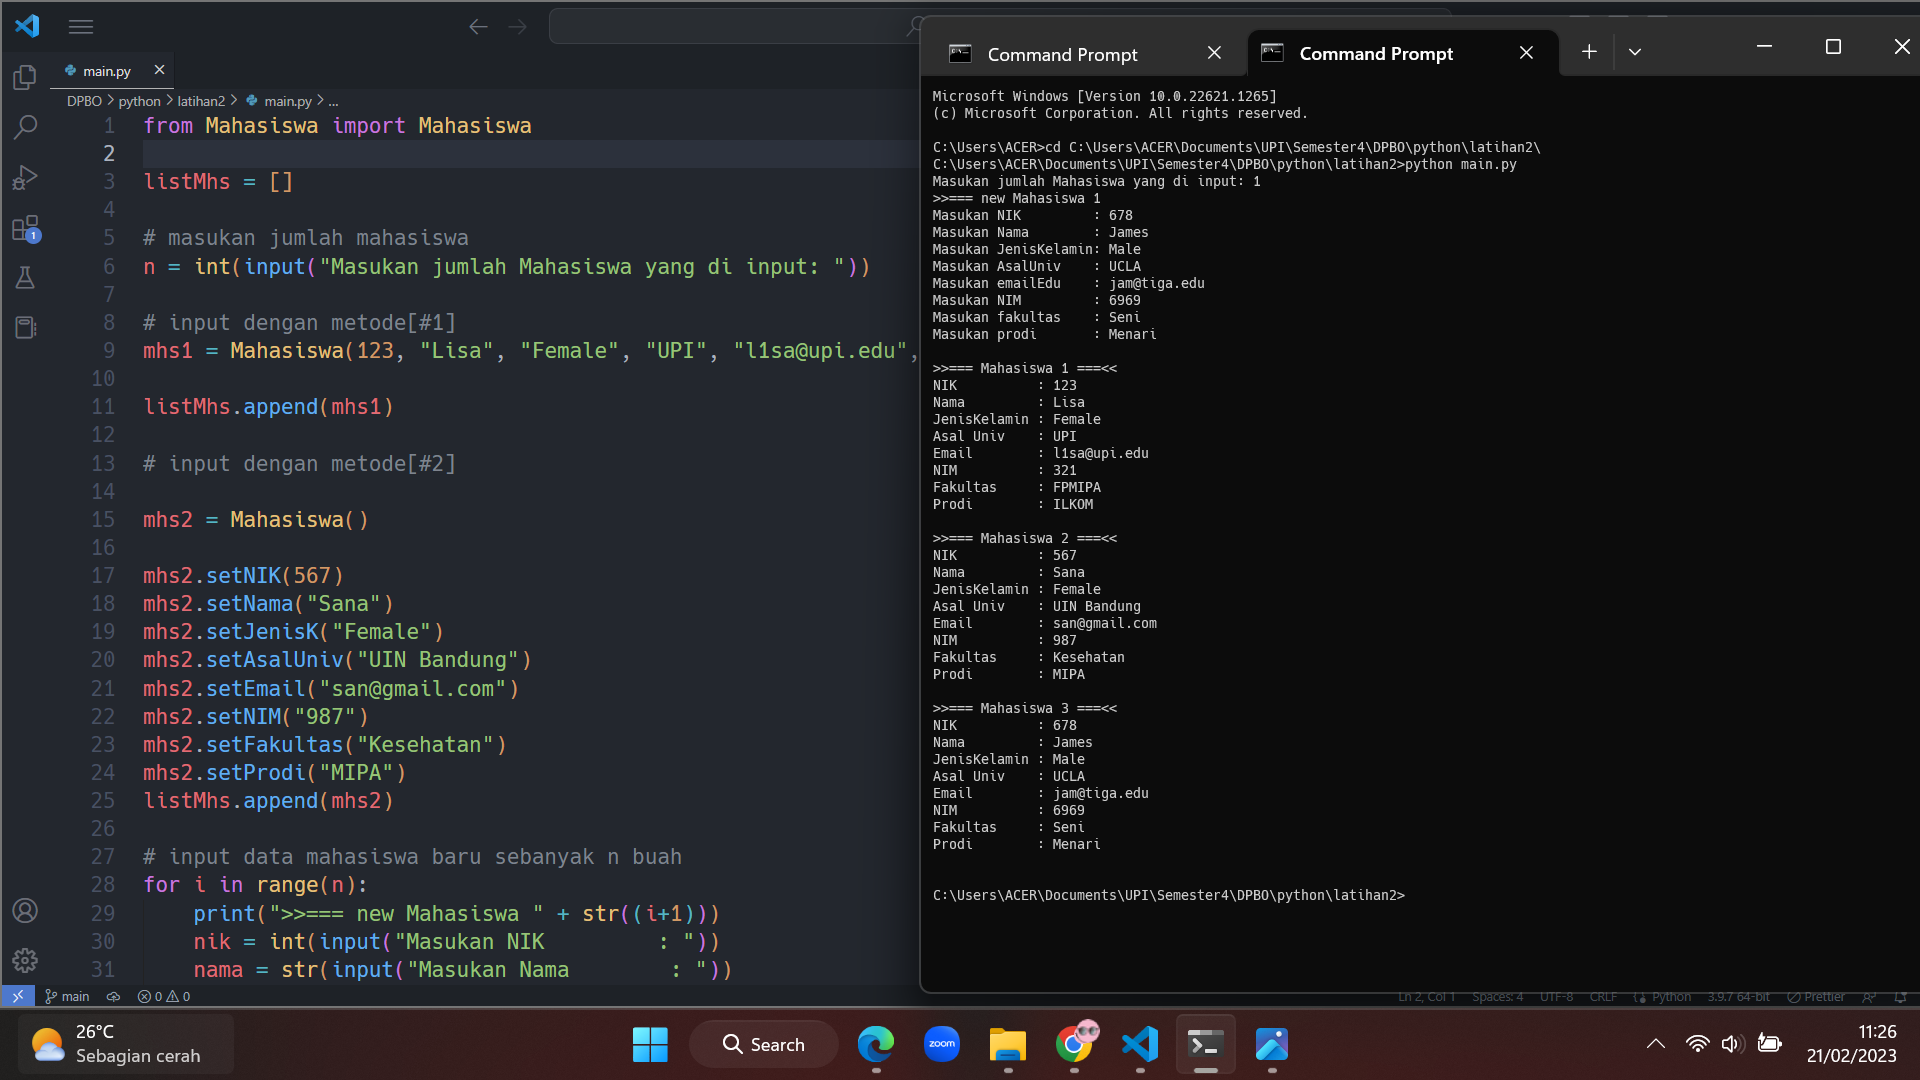 main.py
DPBO > python > latihan2 > main.py > ...
1 from Mahasiswa import Mahasiswa
2
3 listMhs = []
4
5 # masukan jumlah mahasiswa
6 n = int(input("Masukan jumlah Mahasiswa yang di input: "))
7
8 # input dengan metode[#1]
9 mhs1 = Mahasiswa(123, "Lisa", "Female", "UPI", "l1sa@upi.edu",
10
11 listMhs.append(mhs1)
12
13 # input dengan metode[#2]
14
15 mhs2 = Mahasiswa()
16
17 mhs2.setNIK(567)
18 mhs2.setNama("Sana")
19 mhs2.setJenisK("Female")
20 mhs2.setAsalUniv("UIN Bandung")
21 mhs2.setEmail("san@gmail.com")
22 mhs2.setNIM("987")
23 mhs2.setFakultas("Kesehatan")
24 mhs2.setProdi("MIPA")
25 listMhs.append(mhs2)
26
27 # input data mahasiswa baru sebanyak n buah
28 for i in range(n):
29     print(">>=== new Mahasiswa " + str((i+1)))
30     nik = int(input("Masukan NIK         : "))
31     nama = str(input("Masukan Nama        : "))
1
main
0 0
Command Prompt
Command Prompt
Microsoft Windows [Version 10.0.22621.1265]
(c) Microsoft Corporation. All rights reserved.
C:\Users\ACER>cd C:\Users\ACER\Documents\UPI\Semester4\DPBO\python\latihan2\
C:\Users\ACER\Documents\UPI\Semester4\DPBO\python\latihan2>python main.py
Masukan jumlah Mahasiswa yang di input: 1
>>=== new Mahasiswa 1
Masukan NIK         : 678
Masukan Nama        : James
Masukan JenisKelamin: Male
Masukan AsalUniv    : UCLA
Masukan emailEdu    : jam@tiga.edu
Masukan NIM         : 6969
Masukan fakultas    : Seni
Masukan prodi       : Menari
>>=== Mahasiswa 1 ===<<
NIK          : 123
Nama         : Lisa
JenisKelamin : Female
Asal Univ    : UPI
Email        : l1sa@upi.edu
NIM          : 321
Fakultas     : FPMIPA
Prodi        : ILKOM
>>=== Mahasiswa 2 ===<<
NIK          : 567
Nama         : Sana
JenisKelamin : Female
Asal Univ    : UIN Bandung
Email        : san@gmail.com
NIM          : 987
Fakultas     : Kesehatan
Prodi        : MIPA
>>=== Mahasiswa 3 ===<<
NIK          : 678
Nama         : James
JenisKelamin : Male
Asal Univ    : UCLA
Email        : jam@tiga.edu
NIM          : 6969
Fakultas     : Seni
Prodi        : Menari
C:\Users\ACER\Documents\UPI\Semester4\DPBO\python\latihan2>
Ln 2, Col 1 Spaces: 4 UTF-8 CRLF Python 3.9.7 64-bit Prettier
26°C
Sebagian cerah
Search
zoom
11:26
21/02/2023